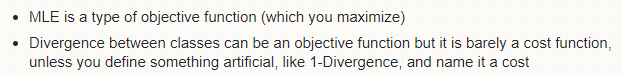 • MLE is a type of objective function (which you maximize)
• Divergence between classes can be an objective function but it is barely a cost function,
unless you define something artificial, like 1-Divergence, and name it a cost